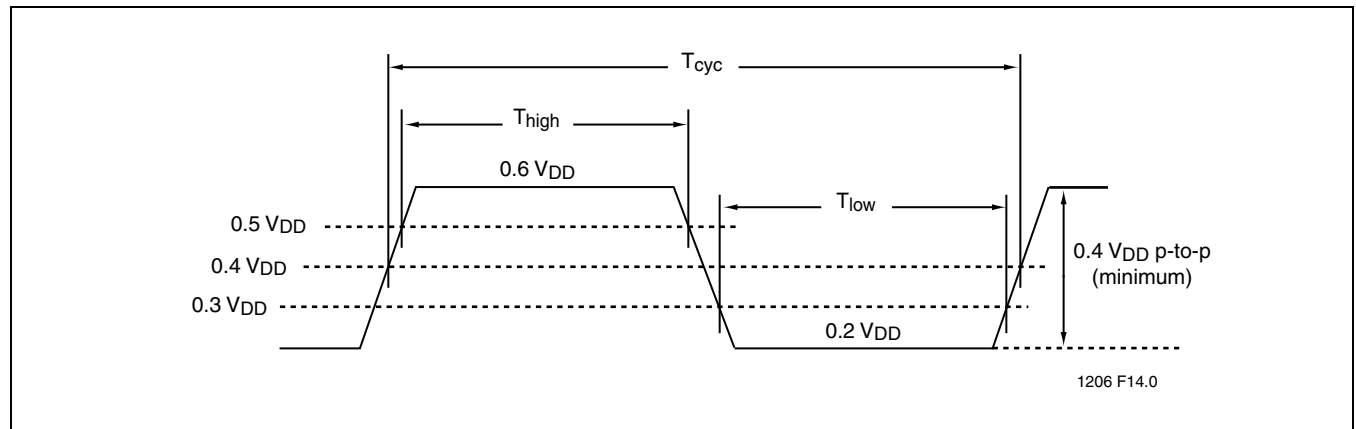 Tcyc
Thigh
0.6 VDD
Tlow
0.5 VDD
0.4 VDD
0.4 VDD p-to-p
(minimum)
0.3 VDD
0.2 VDD
1206 F14.0